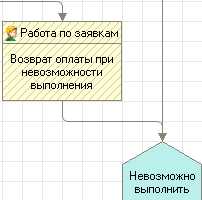 Работа по заявкам
Возврат оплаты при
невозможности
выполнения
Невозможно
выполнить